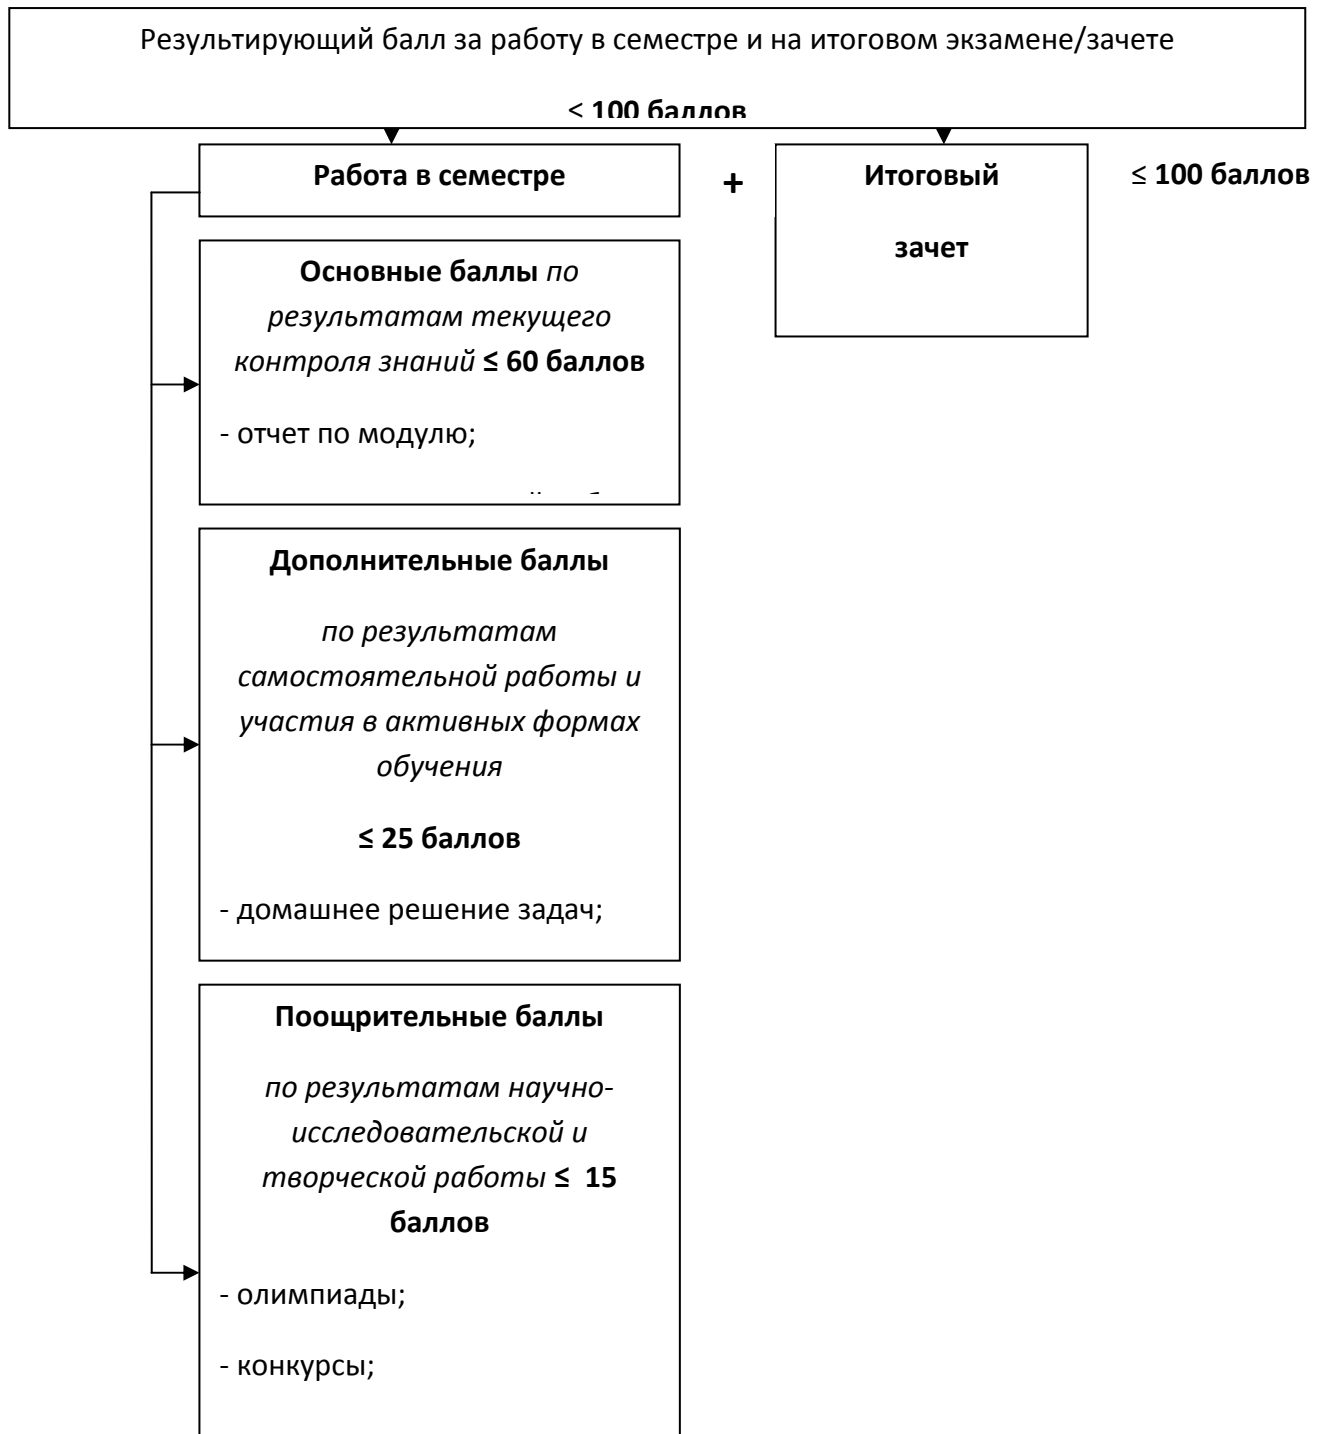 Результирующий балл за работу в семестре и на итоговом экзамене/зачете
< 100 баллов
Работа в семестре
+
Итоговый
зачет
≤ 100 баллов
Основные баллы по
результатам текущего
контроля знаний ≤ 60 баллов
- отчет по модулю;
Дополнительные баллы
по результатам
самостоятельной работы и
участия в активных формах
обучения
≤ 25 баллов
- домашнее решение задач;
Поощрительные баллы
по результатам научно-
исследовательской и
творческой работы ≤ 15
баллов
- олимпиады;
- конкурсы;